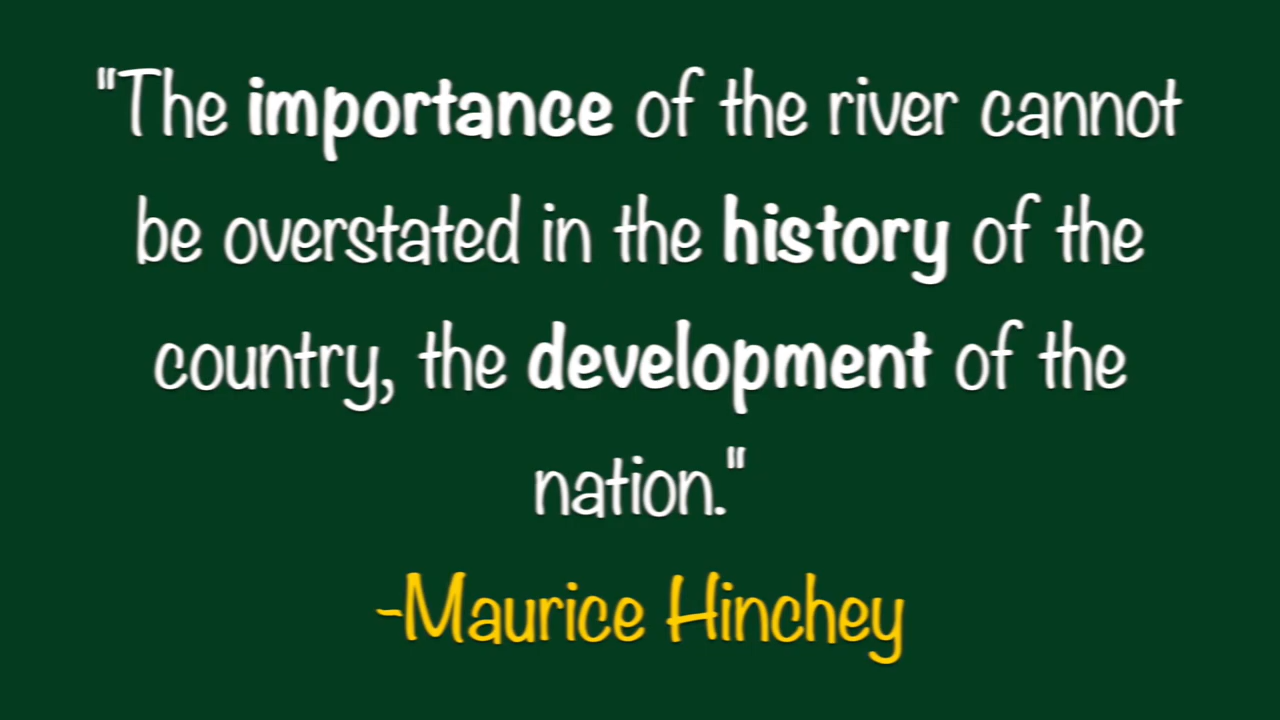 "The importance of the river cannot
be overstated in the history of the
country, the development of the
nation."
-Maurice Hinchey